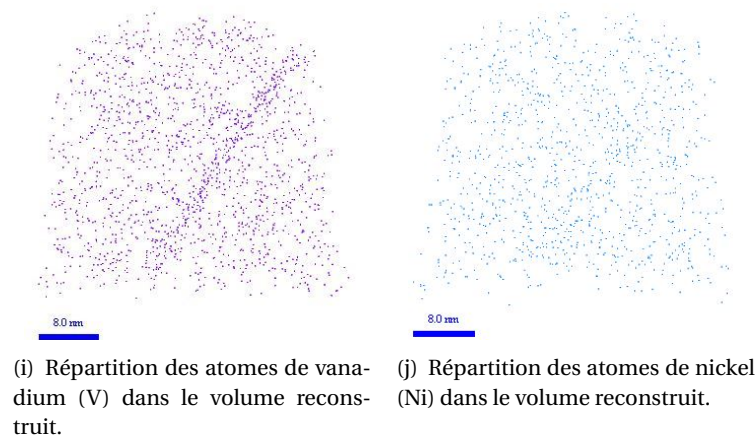 8.0 nm
8.0 nm
(i) Répartition des atomes de vana-
dium (V) dans le volume recons-
truit.
(j) Répartition des atomes de nickel
(Ni) dans le volume reconstruit.